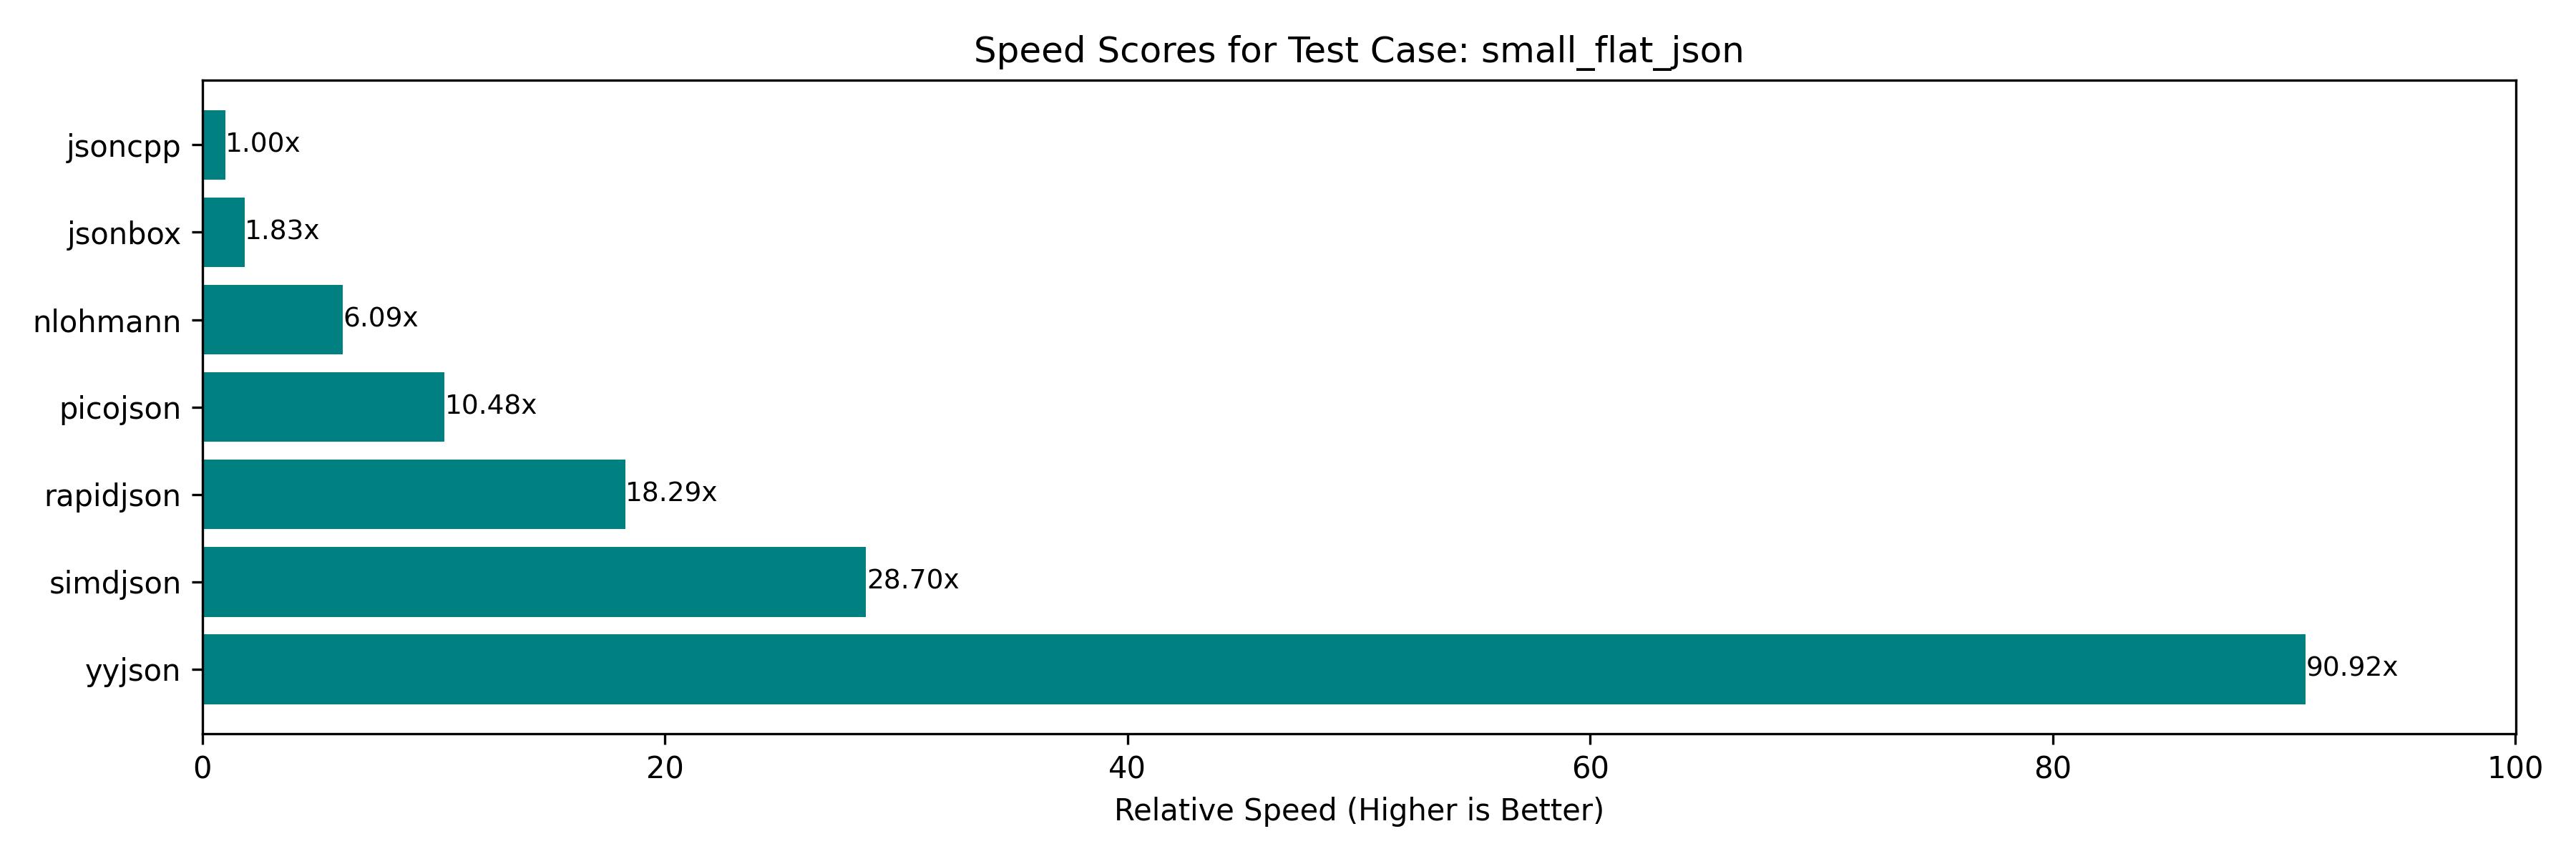 Speed Scores for Test Case: small_flat_json
jsoncpp 1.00x
jsonbox 1.83x
nlohmann 6.09x
picojson 10.48x
rapidjson 18.29x
simdjson 28.70x
yyjson 90.92x
0 20 40 60 80 100
Relative Speed (Higher is Better)